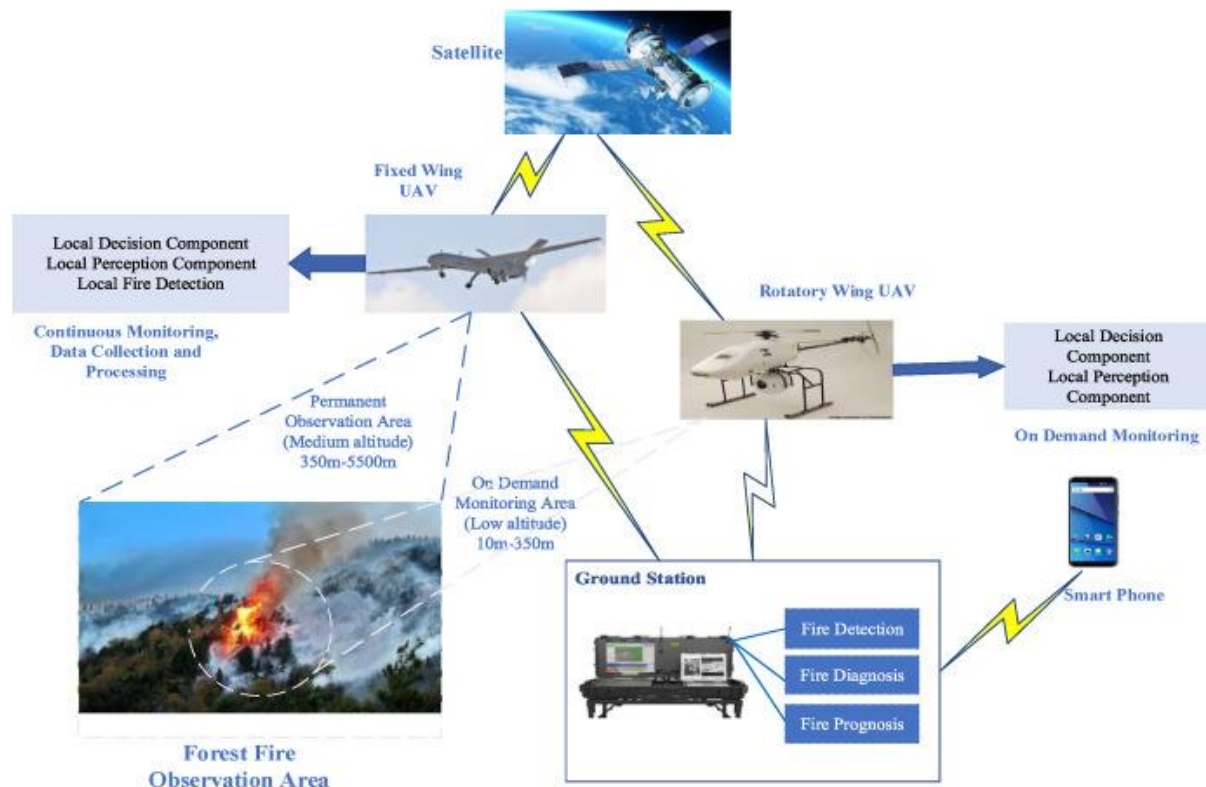 Satellite
Fixed Wing
UAV
Local Decision Component
Local Perception Component
Local Fire Detection
Continuous Monitoring,
Data Collection and
Processing
Rotatory Wing UAV
Local Decision
Component
Local Perception
Component
On Demand Monitoring
Permanent
Observation Area
(Medium altitude)
350m-5500m
On Demand
Monitoring Area
(Low altitude)
10m-350m
Forest Fire
Observation Area
Ground Station
Fire Detection
Fire Diagnosis
Fire Prognosis
Smart Phone